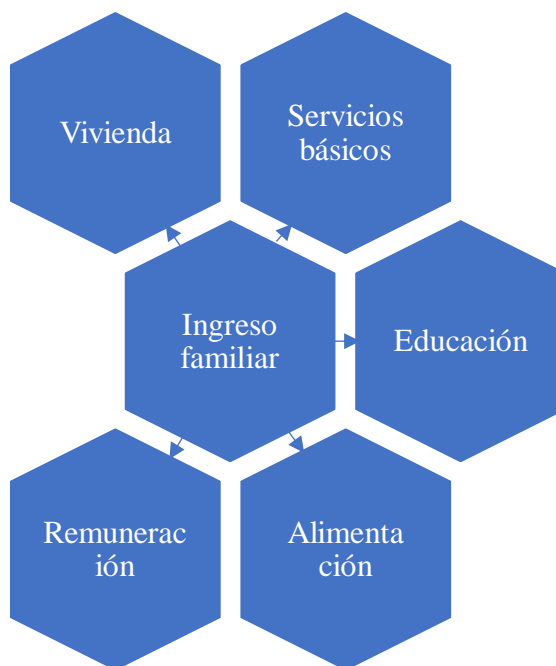 Vivienda
Servicios
básicos
Ingreso
familiar
Educación
Remunerac
ión
Alimenta
ción